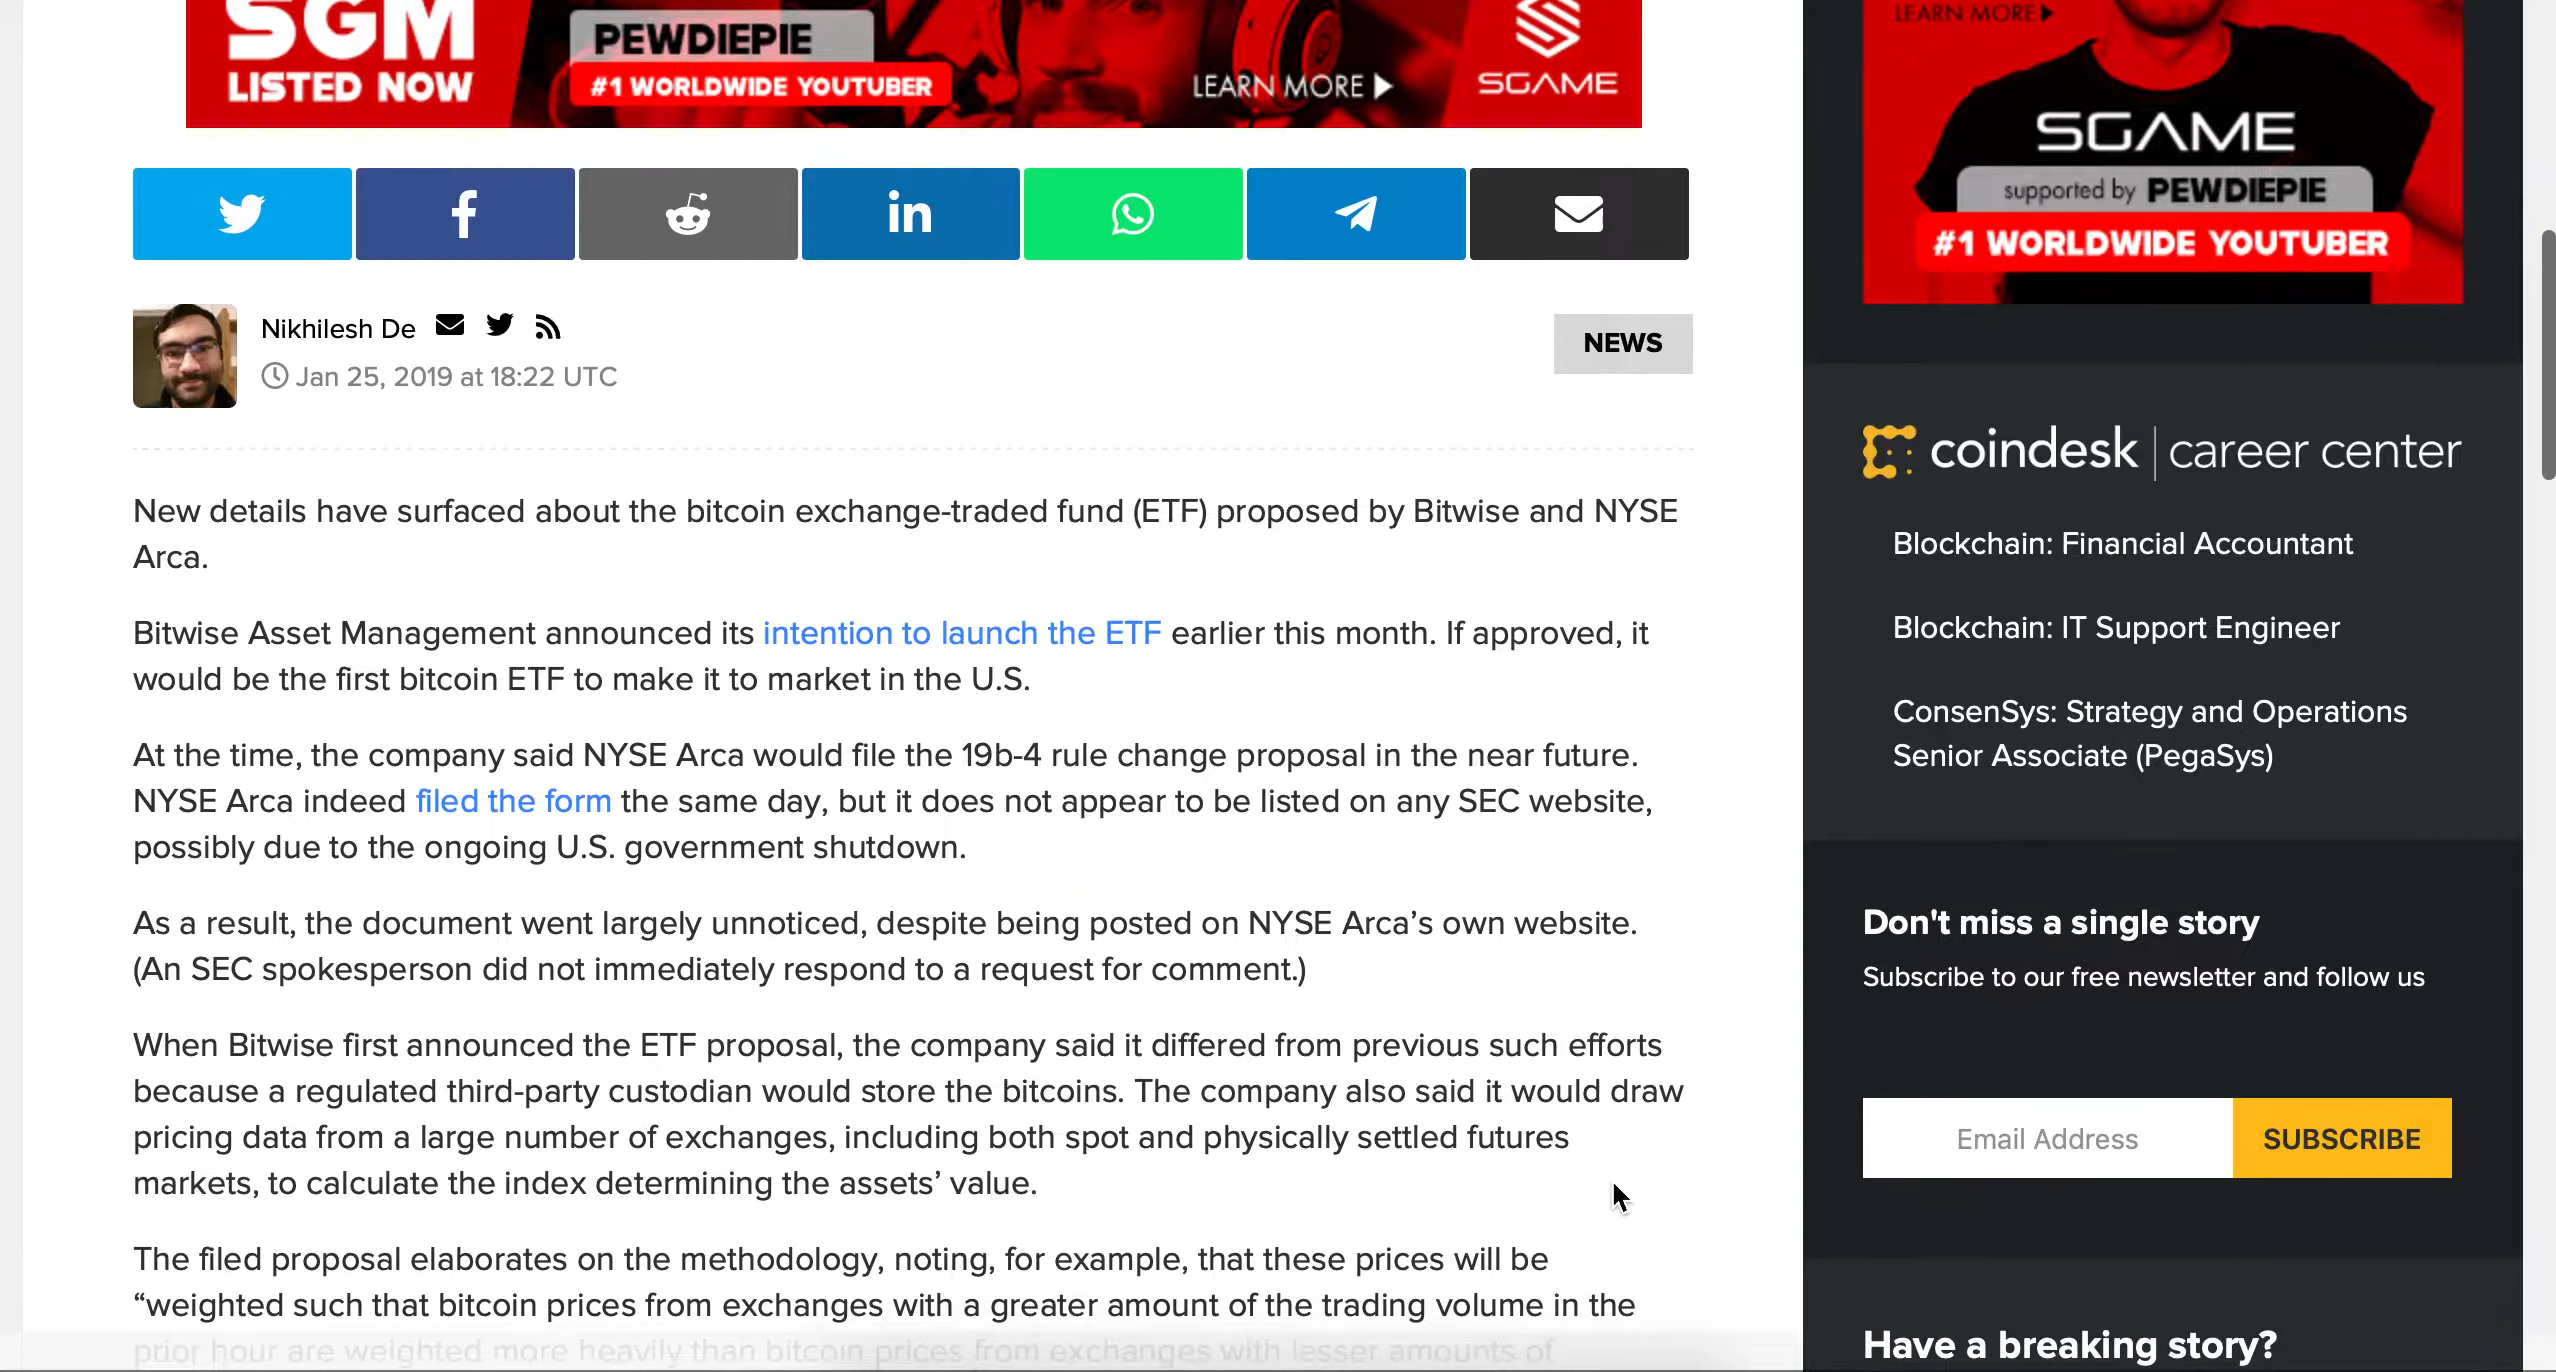 SGM
LISTED NOW
PEWDIEPIE
#1 WORLDWIDE YOUTUBER
LEARN MORE
SGAME
LEARN MORE
SGAME
supported by PEWDIEPIE
#1 WORLDWIDE YOUTUBER
Nikhilesh De
Jan 25, 2019 at 18:22 UTC
NEWS
New details have surfaced about the bitcoin exchange-traded fund (ETF) proposed by Bitwise and NYSE
Arca.
Bitwise Asset Management announced its intention to launch the ETF earlier this month. If approved, it
would be the first bitcoin ETF to make it to market in the U.S.
At the time, the company said NYSE Arca would file the 19b-4 rule change proposal in the near future.
NYSE Arca indeed filed the form the same day, but it does not appear to be listed on any SEC website,
possibly due to the ongoing U.S. government shutdown.
As a result, the document went largely unnoticed, despite being posted on NYSE Arca’s own website.
(An SEC spokesperson did not immediately respond to a request for comment.)
When Bitwise first announced the ETF proposal, the company said it differed from previous such efforts
because a regulated third-party custodian would store the bitcoins. The company also said it would draw
pricing data from a large number of exchanges, including both spot and physically settled futures
markets, to calculate the index determining the assets’ value.
The filed proposal elaborates on the methodology, noting, for example, that these prices will be
“weighted such that bitcoin prices from exchanges with a greater amount of the trading volume in the
prior hour are weighted more heavily than bitcoin prices from exchanges with lesser amounts of
coindesk | career center
Blockchain: Financial Accountant
Blockchain: IT Support Engineer
ConsenSys: Strategy and Operations
Senior Associate (PegaSys)
Don't miss a single story
Subscribe to our free newsletter and follow us
Email Address
SUBSCRIBE
Have a breaking story?